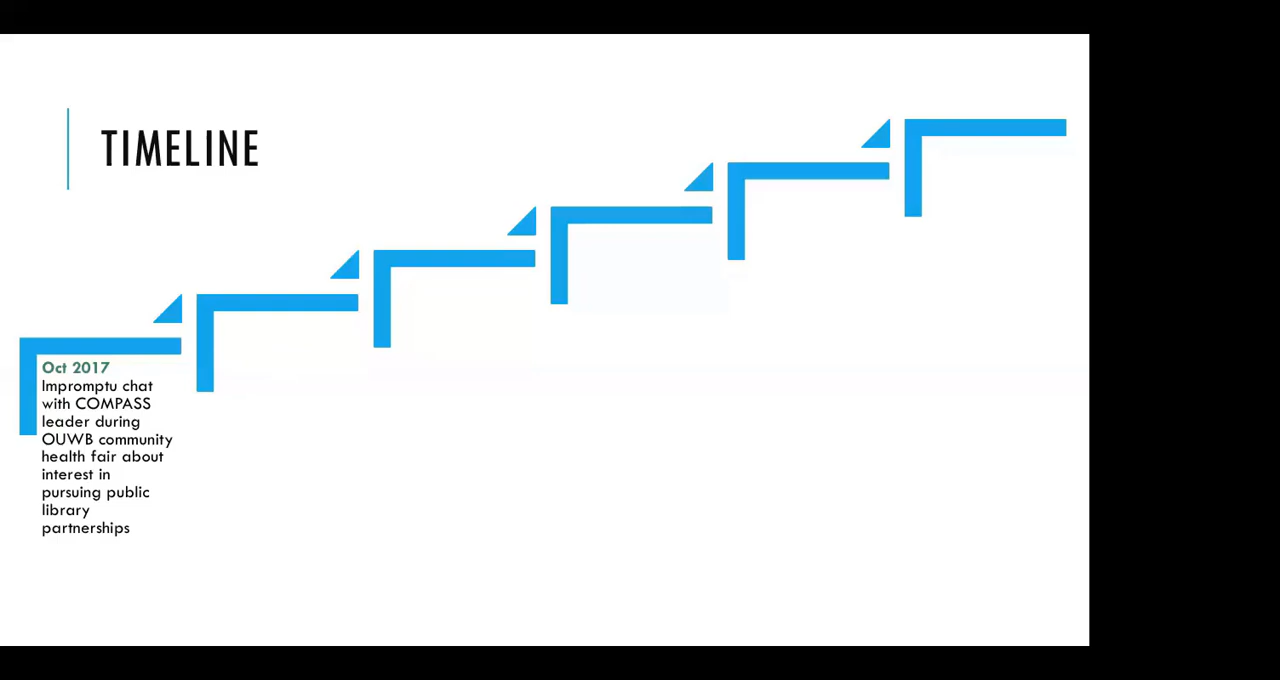 TIMELINE
Oct 2017
Impromptu chat
with COMPASS
leader during
OUWB community
health fair about
interest in
pursuing public
library
partnerships